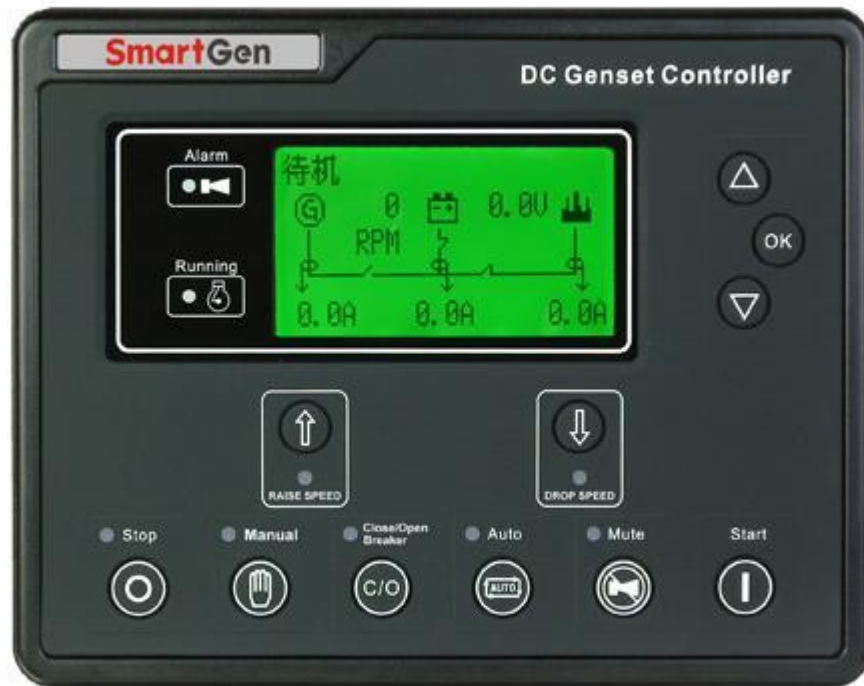 SmartGen
DC Genset Controller
Alarm
待机
G 0 0.0V
RPM
Running
0.0A 0.0A 0.0A
OK
RAISE SPEED
DROP SPEED
Stop
Manual
Close/Open
Breaker
Auto
Mute
Start
C/O
AUTO